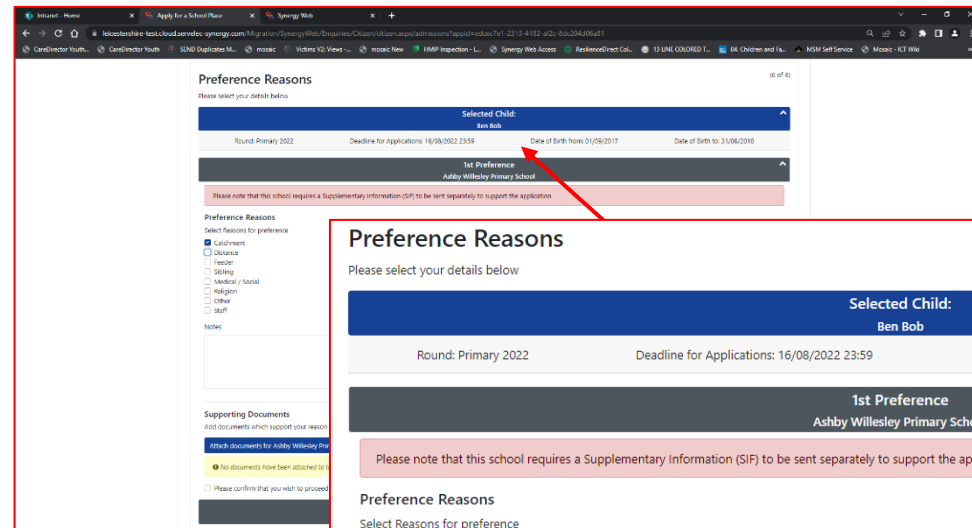 Intranet - Home
Apply for a School Place
Synergy Web
leicestershire-test.cloud.servelec-synergy.com/Migration/SynergyWeb/Enquiries/Citizen/citizen.aspx/admissions?appid=edcec7e1-2313-4182-af2c-8dc204d06a81
CareDirector Youth... CareDirector Youth SEND Duplicates M... mosaic Victims V2: Views -... mosaic New HMIP Inspection - L... Synergy Web Access ResilienceDirect Col... 13 LINE COLORED T... 04. Children and Fa... MSM Self Service Mosaic - ICT Wiki
Preference Reasons
(6 of 8)
Please select your details below
Selected Child:
Ben Bob
Round: Primary 2022 Deadline for Applications: 16/08/2022 23:59 Date of Birth from: 01/09/2017 Date of Birth to: 31/08/2018
1st Preference
Ashby Willesley Primary School
Please note that this school requires a Supplementary Information (SIF) to be sent separately to support the application
Preference Reasons
Select Reasons for preference
Catchment
Distance
Feeder
Sibling
Medical / Social
Religion
Other
Staff
Notes
Supporting Documents
Add documents which support your reason
Attach documents for Ashby Willesley Pri
No documents have been attached to
Please confirm that you wish to proceed
Preference Reasons
Please select your details below
Selected Child:
Ben Bob
Round: Primary 2022 Deadline for Applications: 16/08/2022 23:59
1st Preference
Ashby Willesley Primary Scho
Please note that this school requires a Supplementary Information (SIF) to be sent separately to support the ap
Preference Reasons
Select Reasons for preference